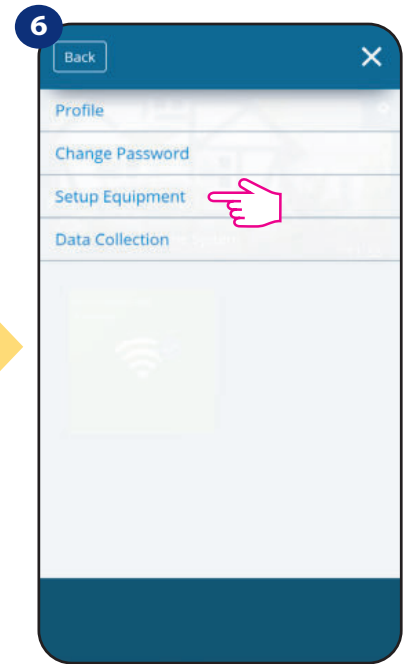 6
Back
Profile
Change Password
Setup Equipment
Data Collection